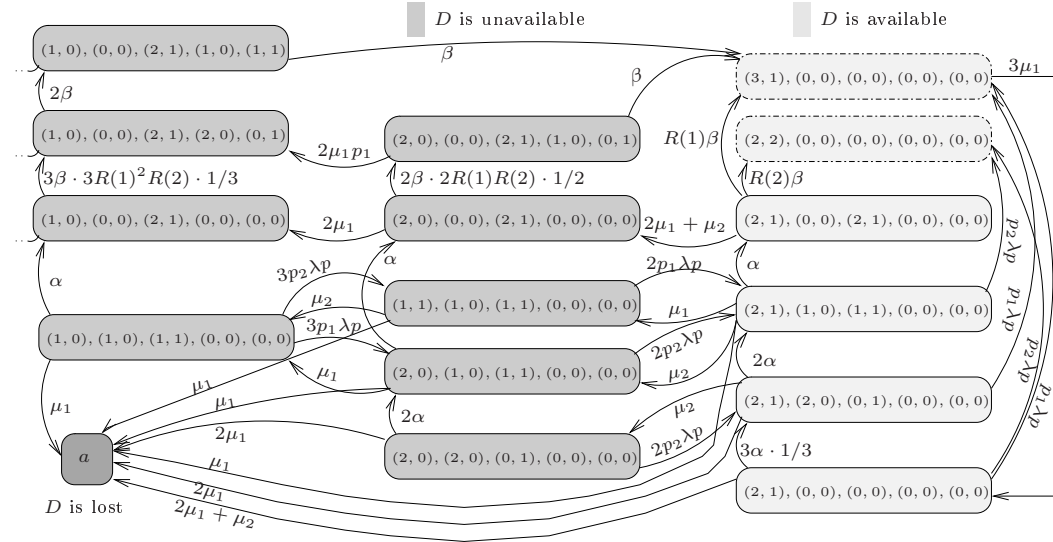 D is unavailable
D is available
(1, 0), (0, 0), (2, 1), (1, 0), (1, 1)
β
β
(3, 1), (0, 0), (0, 0), (0, 0), (0, 0)
3μ₁
2β
(1, 0), (0, 0), (2, 1), (2, 0), (0, 1)
2μ₁p₁
(2, 0), (0, 0), (2, 1), (1, 0), (0, 1)
R(1)β
(2, 2), (0, 0), (0, 0), (0, 0), (0, 0)
3β · 3R(1)²R(2) · 1/3
2β · 2R(1)R(2) · 1/2
R(2)β
(1, 0), (0, 0), (2, 1), (0, 0), (0, 0)
2μ₁
(2, 0), (0, 0), (2, 1), (0, 0), (0, 0)
2μ₁ + μ₂
(2, 1), (0, 0), (2, 1), (0, 0), (0, 0)
p₂λp
α
3p₂λp
α
2p₁λp
α
(1, 1), (1, 0), (1, 1), (0, 0), (0, 0)
(2, 1), (1, 0), (1, 1), (0, 0), (0, 0)
p₁λp
μ₂
μ₁
3p₁λp
(1, 0), (1, 0), (1, 1), (0, 0), (0, 0)
2p₂λp
p₂λp
(2, 0), (1, 0), (1, 1), (0, 0), (0, 0)
μ₂
2α
μ₁
μ₁
μ₁
μ₁
μ₁
2α
μ₂
(2, 1), (2, 0), (0, 1), (0, 0), (0, 0)
p₁λp
2μ₁
2p₂λp
3α · 1/3
a
(2, 0), (2, 0), (0, 1), (0, 0), (0, 0)
μ₁
2μ₁
2μ₁ + μ₂
(2, 1), (0, 0), (0, 0), (0, 0), (0, 0)
D is lost